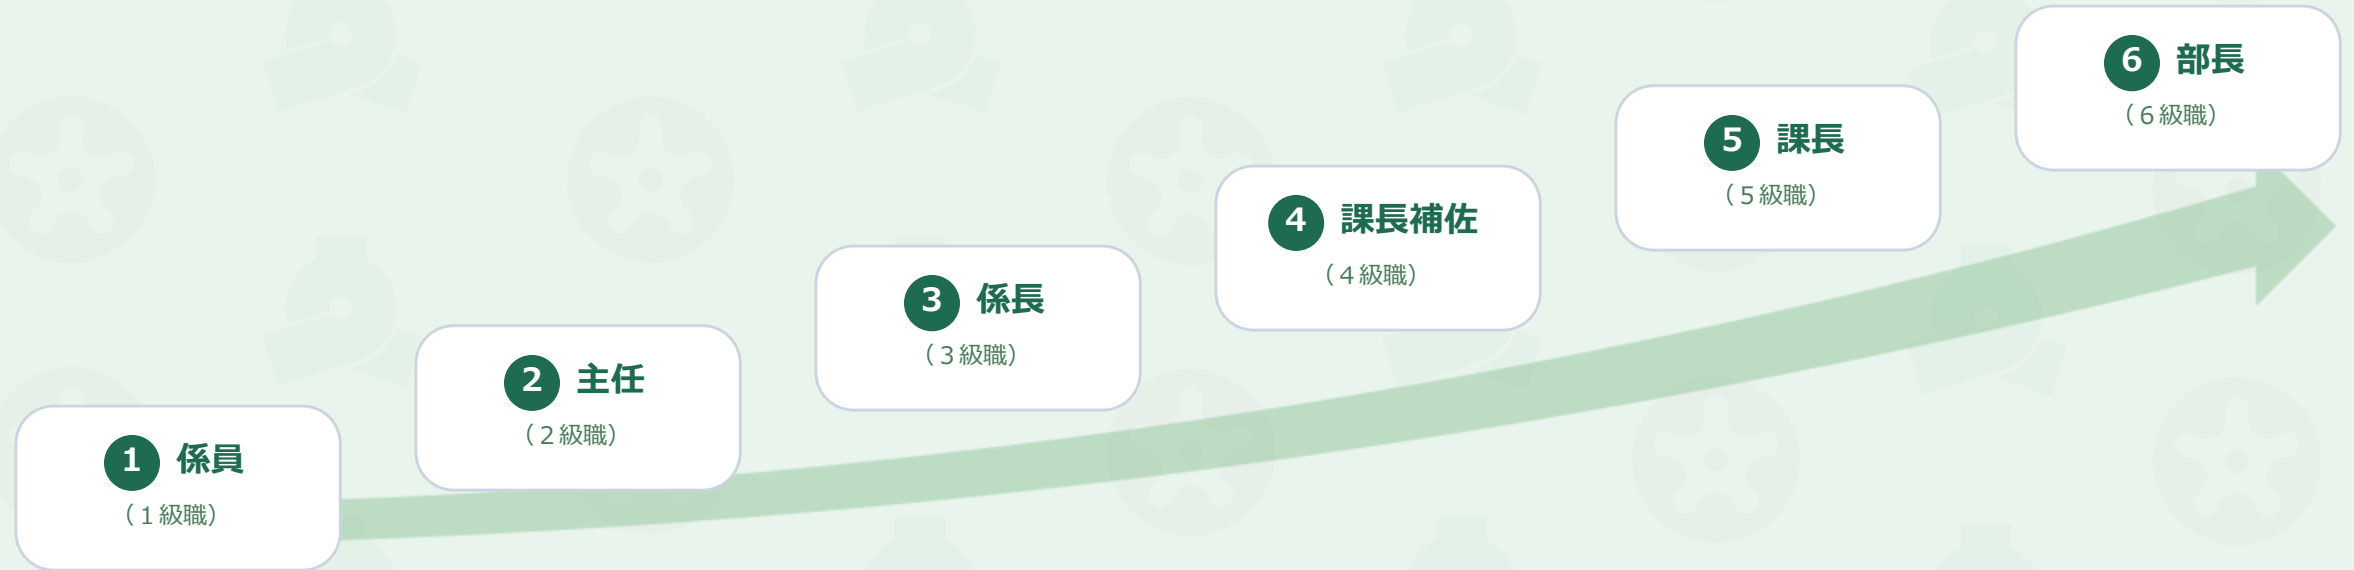 1 係員
（１級職）
2 主任
（２級職）
3 係長
（３級職）
4 課長補佐
（４級職）
5 課長
（５級職）
6 部長
（６級職）